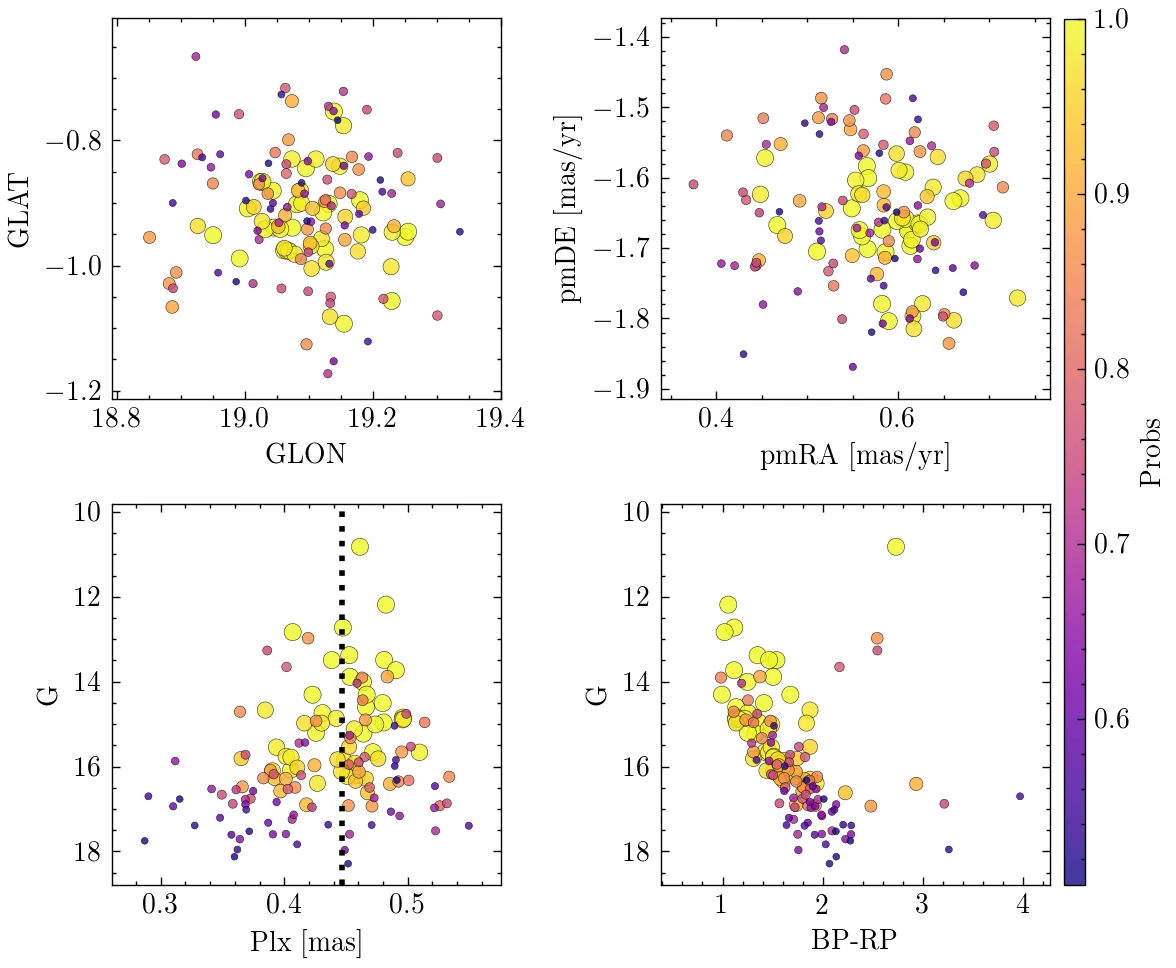 −0.8
−1.0
−1.2
GLAT
18.8 19.0 19.2 19.4
GLON
−1.4
−1.5
−1.6
−1.7
−1.8
−1.9
pmDE [mas/yr]
0.4 0.6
pmRA [mas/yr]
1.0
0.9
0.8
0.7
0.6
Probs
10
12
14
16
18
G
0.3 0.4 0.5
Plx [mas]
10
12
14
16
18
G
1 2 3 4
BP-RP